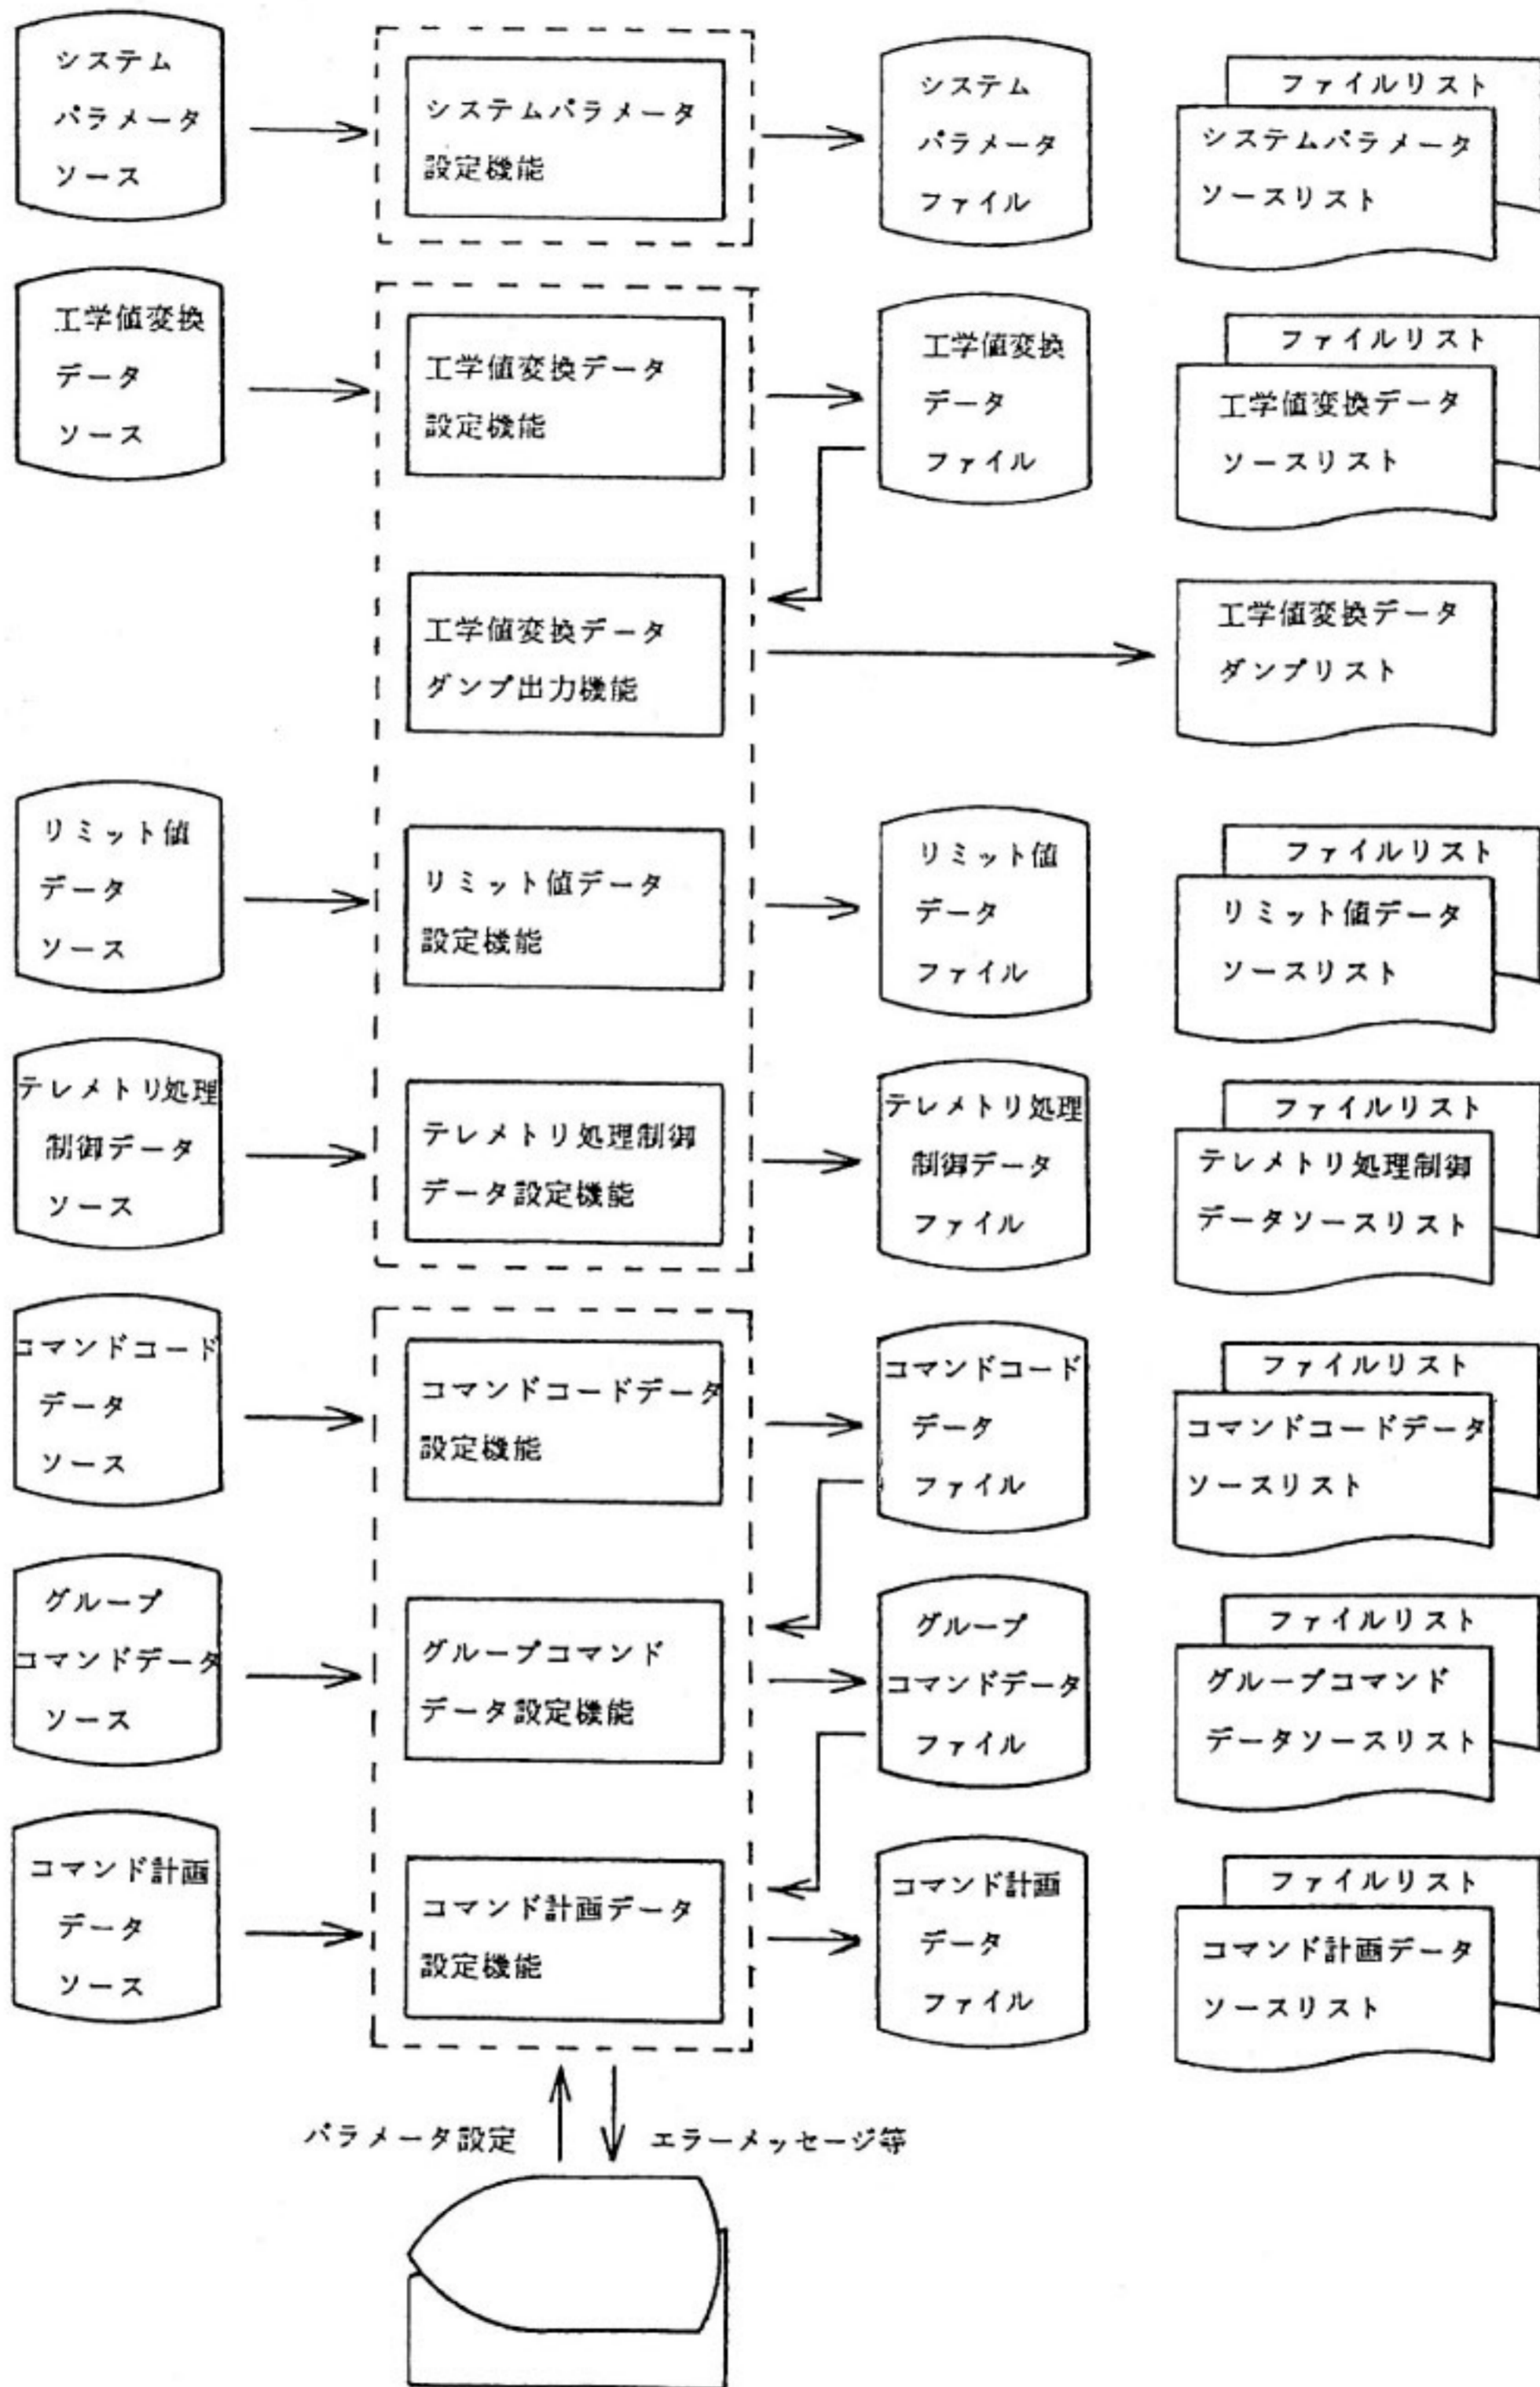 システム
パラメータ
ソース
システムパラメータ
設定機能
システム
パラメータ
ファイル
ファイルリスト
システムパラメータ
ソースリスト
工学値変換
データ
ソース
工学値変換データ
設定機能
工学値変換
データ
ファイル
ファイルリスト
工学値変換データ
ソースリスト
工学値変換データ
ダンプ出力機能
工学値変換データ
ダンプリスト
リミット値
データ
ソース
リミット値データ
設定機能
リミット値
データ
ファイル
ファイルリスト
リミット値データ
ソースリスト
テレメトリ処理
制御データ
ソース
テレメトリ処理制御
データ設定機能
テレメトリ処理
制御データ
ファイル
ファイルリスト
テレメトリ処理制御
データソースリスト
コマンドコード
データ
ソース
コマンドコードデータ
設定機能
コマンドコード
データ
ファイル
ファイルリスト
コマンドコードデータ
ソースリスト
グループ
コマンドデータ
ソース
グループコマンド
データ設定機能
グループ
コマンドデータ
ファイル
ファイルリスト
グループコマンド
データソースリスト
コマンド計画
データ
ソース
コマンド計画データ
設定機能
コマンド計画
データ
ファイル
ファイルリスト
コマンド計画データ
ソースリスト
パラメータ設定
エラーメッセージ等